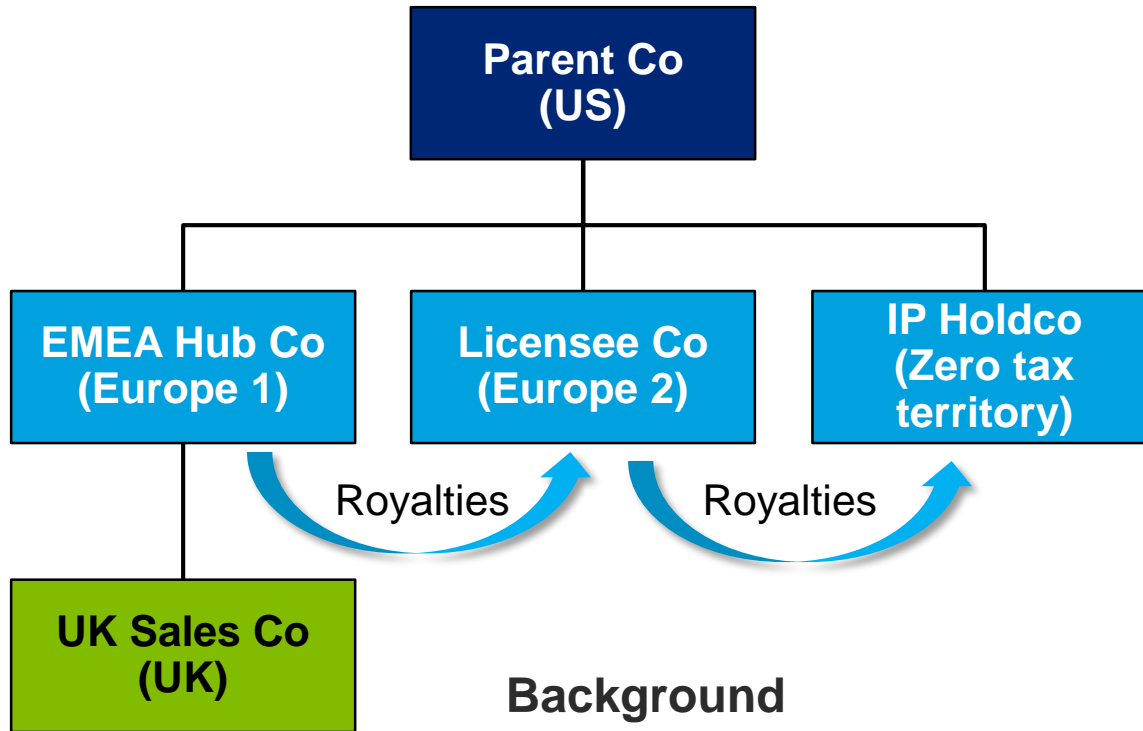 Parent Co
(US)
EMEA Hub Co
(Europe 1)
Licensee Co
(Europe 2)
IP Holdco
(Zero tax
territory)
Royalties
Royalties
UK Sales Co
(UK)
Background